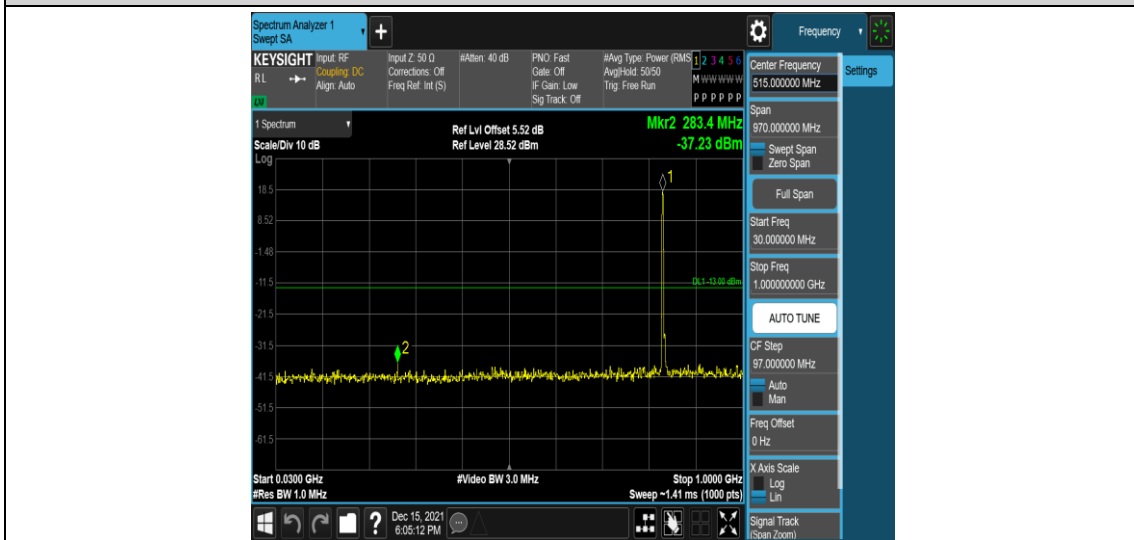 Spectrum Analyzer 1
Swept SA
+
Frequency
KEYSIGHT
RL
LXI
Input: RF
Coupling: DC
Align: Auto
Input Z: 50 Ω
Corrections: Off
Freq Ref: Int (S)
#Atten: 40 dB
PNO: Fast
Gate: Off
IF Gain: Low
Sig Track: Off
#Avg Type: Power (RMS
Avg|Hold: 50/50
Trig: Free Run
1 2 3 4 5 6
M W W W W W
P P P P P P
1 Spectrum
Scale/Div 10 dB
Log
Ref Lvl Offset 5.52 dB
Ref Level 28.52 dBm
Mkr2 283.4 MHz
-37.23 dBm
18.5
8.52
-1.48
-11.5
-21.5
-31.5
-41.5
-51.5
-61.5
1
DL1 -13.00 dBm
2
Start 0.0300 GHz
#Res BW 1.0 MHz
#Video BW 3.0 MHz
Stop 1.0000 GHz
Sweep ~1.41 ms (1000 pts)
?
Dec 15, 2021
6:05:12 PM
Center Frequency
515.000000 MHz
Settings
Span
970.000000 MHz
Swept Span
Zero Span
Full Span
Start Freq
30.000000 MHz
Stop Freq
1.000000000 GHz
AUTO TUNE
CF Step
97.000000 MHz
Auto
Man
Freq Offset
0 Hz
X Axis Scale
Log
Lin
Signal Track
(Span Zoom)